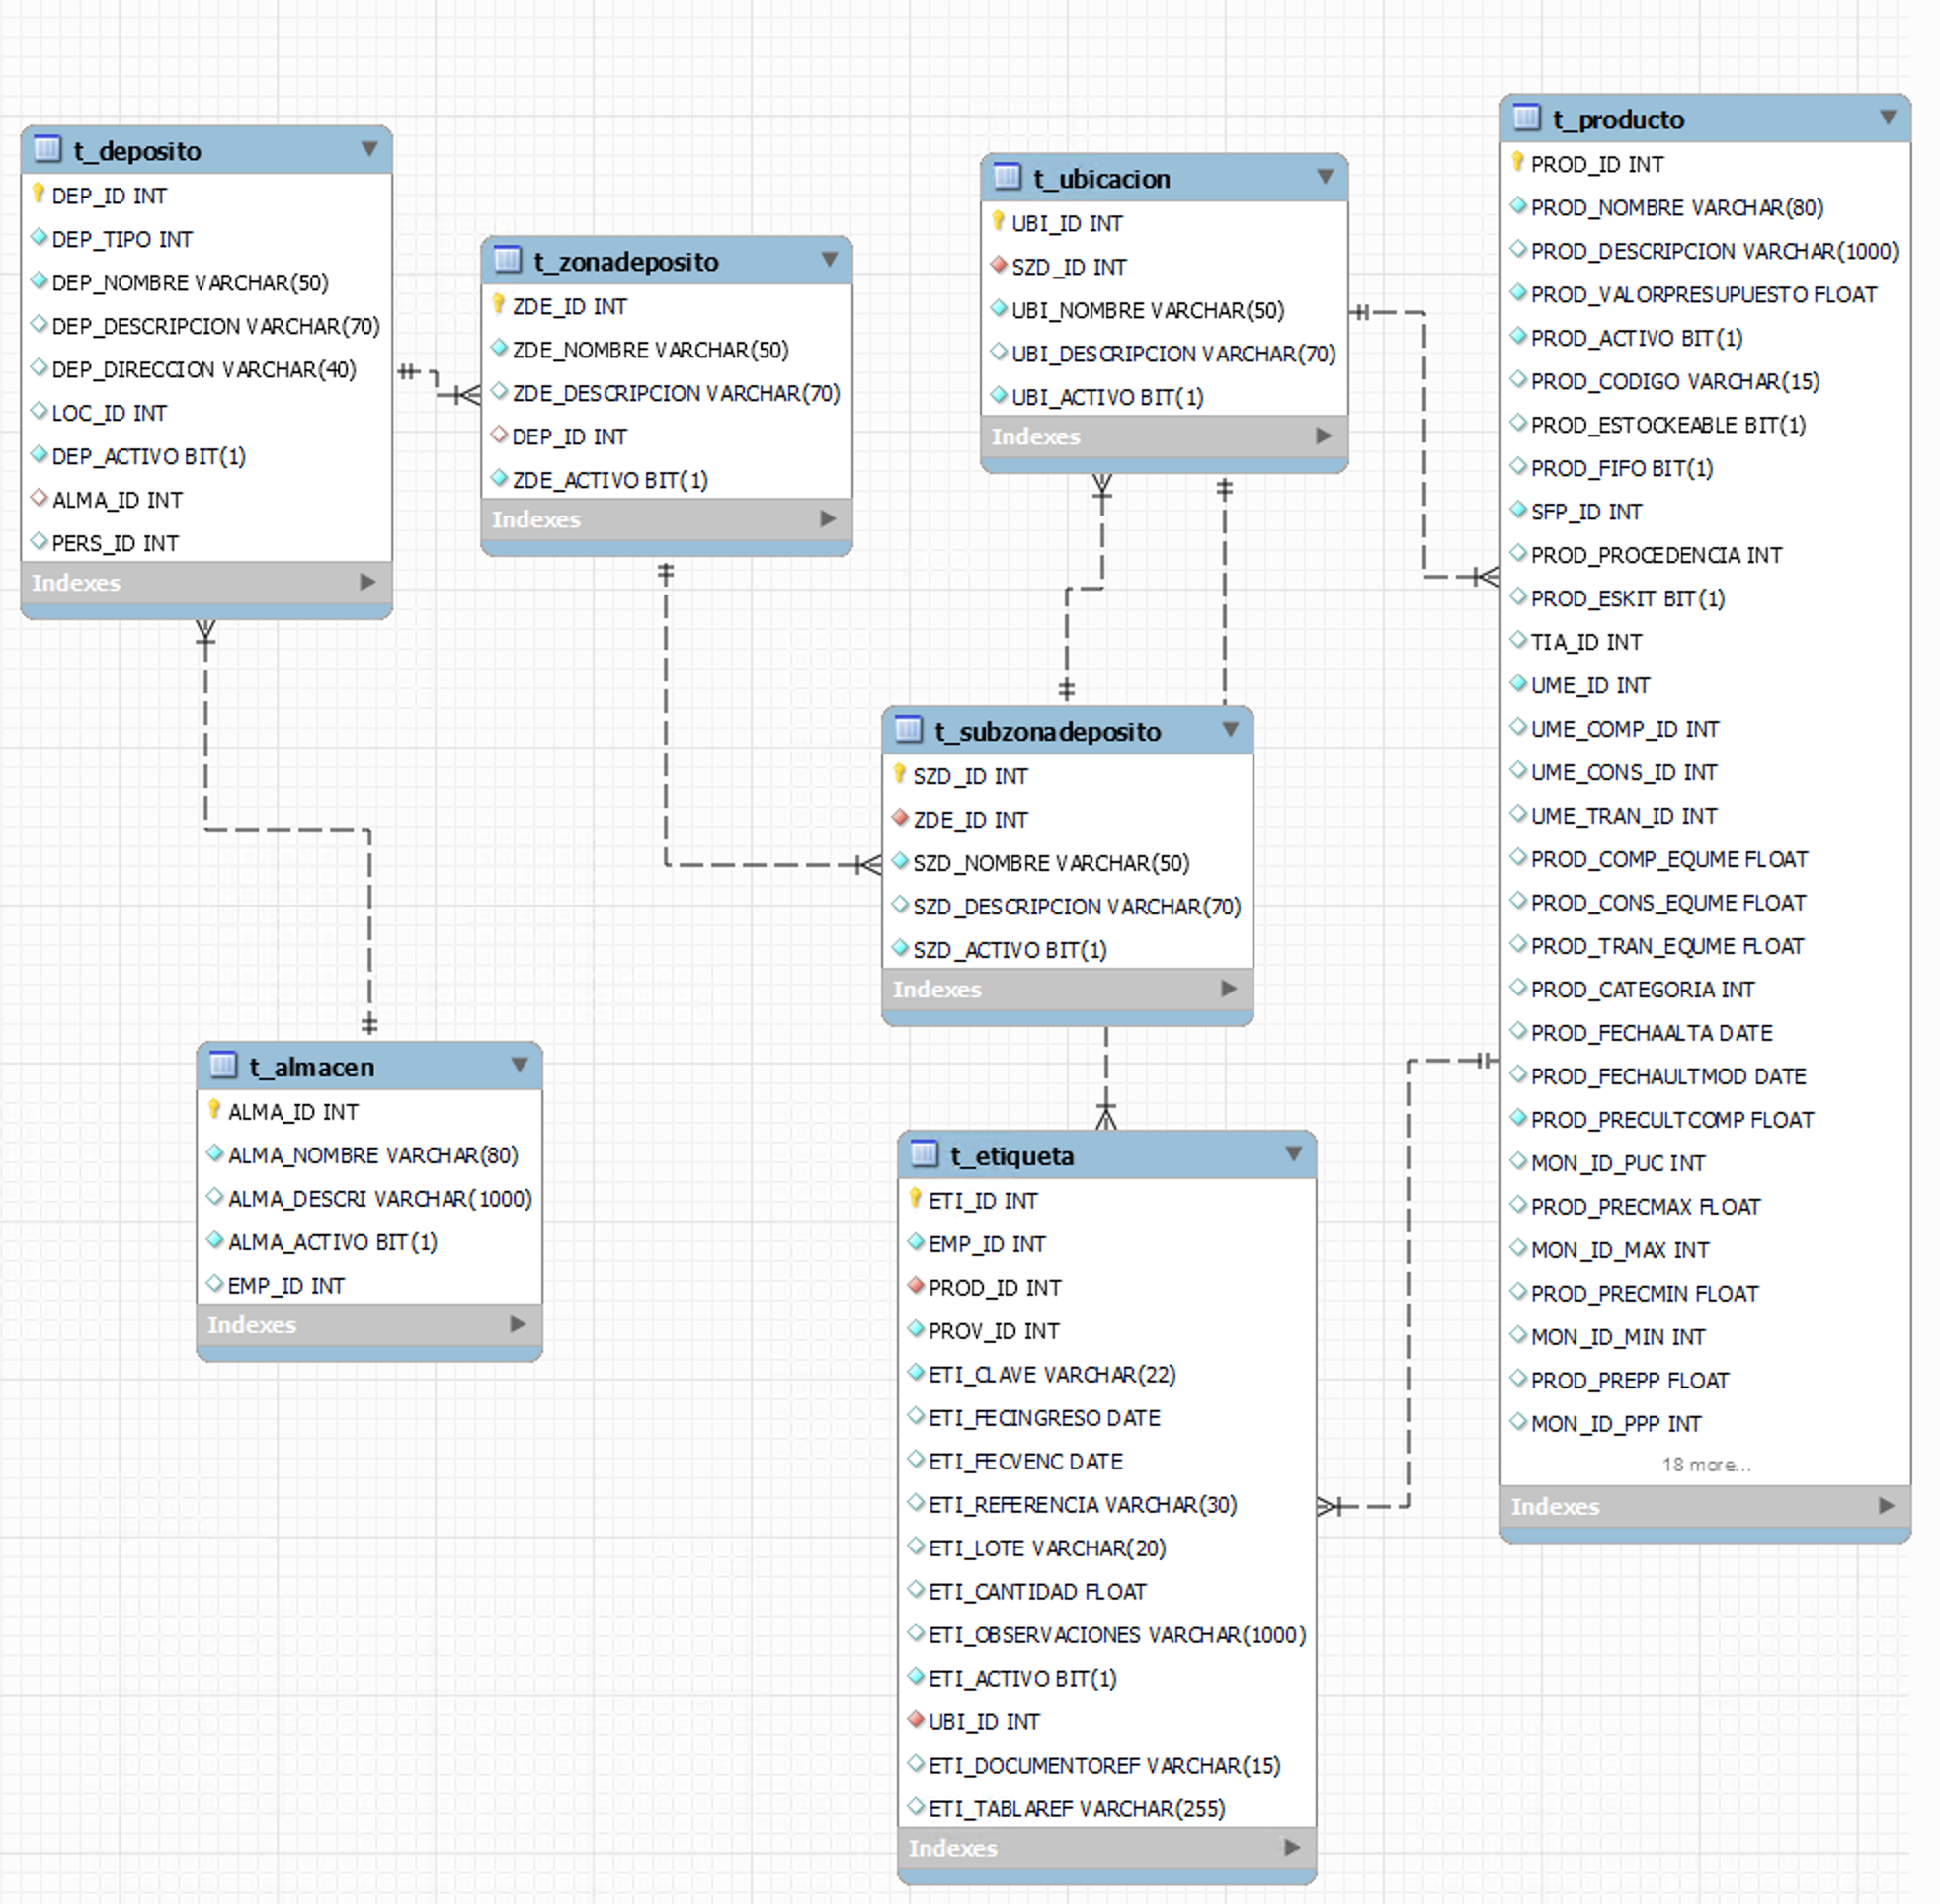 t_deposito
DEP_ID INT
DEP_TIPO INT
DEP_NOMBRE VARCHAR(50)
DEP_DESCRIPCION VARCHAR(70)
DEP_DIRECCION VARCHAR(40)
LOC_ID INT
DEP_ACTIVO BIT(1)
ALMA_ID INT
PERS_ID INT
Indexes
t_zonadeposito
ZDE_ID INT
ZDE_NOMBRE VARCHAR(50)
ZDE_DESCRIPCION VARCHAR(70)
DEP_ID INT
ZDE_ACTIVO BIT(1)
Indexes
t_ubicacion
UBI_ID INT
SZD_ID INT
UBI_NOMBRE VARCHAR(50)
UBI_DESCRIPCION VARCHAR(70)
UBI_ACTIVO BIT(1)
Indexes
t_producto
PROD_ID INT
PROD_NOMBRE VARCHAR(80)
PROD_DESCRIPCION VARCHAR(1000)
PROD_VALORPRESUPUESTO FLOAT
PROD_ACTIVO BIT(1)
PROD_CODIGO VARCHAR(15)
PROD_ESTOCKEABLE BIT(1)
PROD_FIFO BIT(1)
SFP_ID INT
PROD_PROCEDENCIA INT
PROD_ESKIT BIT(1)
TIA_ID INT
UME_ID INT
UME_COMP_ID INT
UME_CONS_ID INT
UME_TRAN_ID INT
PROD_COMP_EQUME FLOAT
PROD_CONS_EQUME FLOAT
PROD_TRAN_EQUME FLOAT
PROD_CATEGORIA INT
PROD_FECHAALTA DATE
PROD_FECHAULTMOD DATE
PROD_PRECULTCOMP FLOAT
MON_ID_PUC INT
PROD_PRECMAX FLOAT
MON_ID_MAX INT
PROD_PRECMIN FLOAT
MON_ID_MIN INT
PROD_PREPP FLOAT
MON_ID_PPP INT
18 more...
Indexes
t_subzonadeposito
SZD_ID INT
ZDE_ID INT
SZD_NOMBRE VARCHAR(50)
SZD_DESCRIPCION VARCHAR(70)
SZD_ACTIVO BIT(1)
Indexes
t_almacen
ALMA_ID INT
ALMA_NOMBRE VARCHAR(80)
ALMA_DESCRI VARCHAR(1000)
ALMA_ACTIVO BIT(1)
EMP_ID INT
Indexes
t_etiqueta
ETI_ID INT
EMP_ID INT
PROD_ID INT
PROV_ID INT
ETI_CLAVE VARCHAR(22)
ETI_FECINGRESO DATE
ETI_FECVENC DATE
ETI_REFERENCIA VARCHAR(30)
ETI_LOTE VARCHAR(20)
ETI_CANTIDAD FLOAT
ETI_OBSERVACIONES VARCHAR(1000)
ETI_ACTIVO BIT(1)
UBI_ID INT
ETI_DOCUMENTOREF VARCHAR(15)
ETI_TABLAREF VARCHAR(255)
Indexes